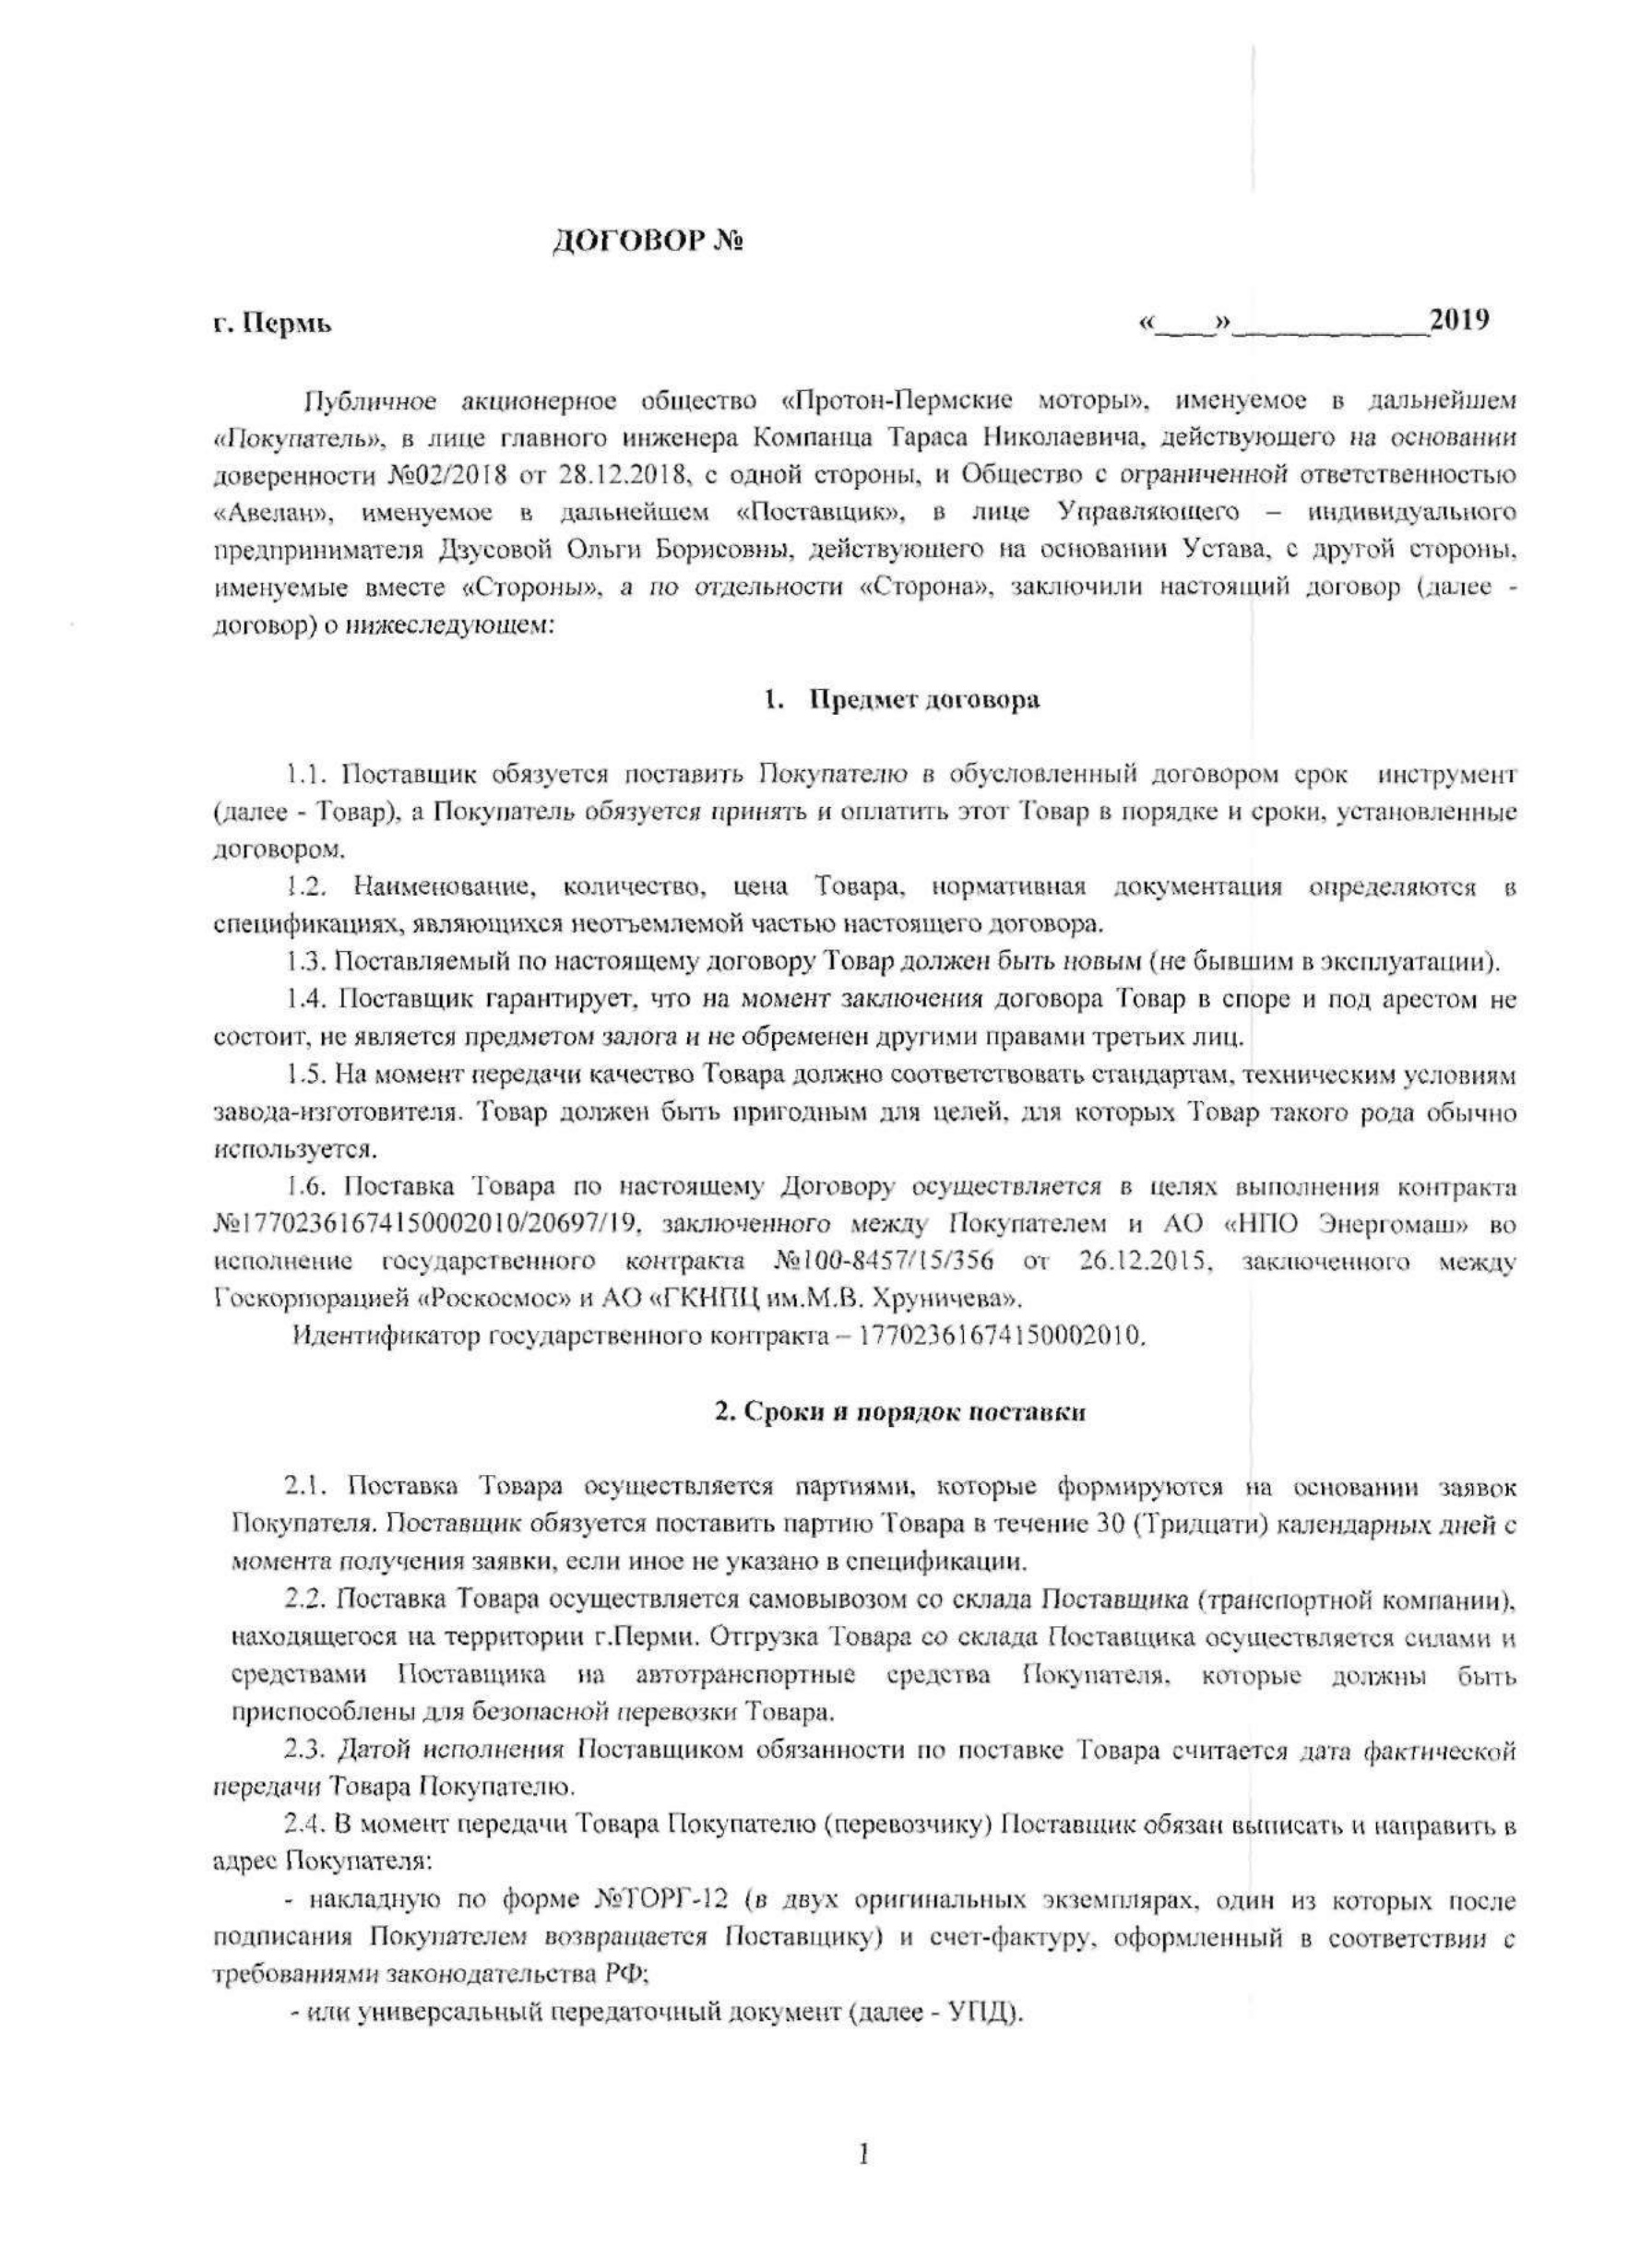 ДОГОВОР №
г. Пермь «____»_____________2019
Публичное акционерное общество «Протон-Пермские моторы», именуемое в дальнейшем
«Покупатель», в лице главного инженера Компанца Тараса Николаевича, действующего на основании
доверенности №02/2018 от 28.12.2018, с одной стороны, и Общество с ограниченной ответственностью
«Авелан», именуемое в дальнейшем «Поставщик», в лице Управляющего – индивидуального
предпринимателя Дзусовой Ольги Борисовны, действующего на основании Устава, с другой стороны,
именуемые вместе «Стороны», а по отдельности «Сторона», заключили настоящий договор (далее -
договор) о нижеследующем:
1. Предмет договора
1.1. Поставщик обязуется поставить Покупателю в обусловленный договором срок инструмент
(далее - Товар), а Покупатель обязуется принять и оплатить этот Товар в порядке и сроки, установленные
договором.
1.2. Наименование, количество, цена Товара, нормативная документация определяются в
спецификациях, являющихся неотъемлемой частью настоящего договора.
1.3. Поставляемый по настоящему договору Товар должен быть новым (не бывшим в эксплуатации).
1.4. Поставщик гарантирует, что на момент заключения договора Товар в споре и под арестом не
состоит, не является предметом залога и не обременен другими правами третьих лиц.
1.5. На момент передачи качество Товара должно соответствовать стандартам, техническим условиям
завода-изготовителя. Товар должен быть пригодным для целей, для которых Товар такого рода обычно
используется.
1.6. Поставка Товара по настоящему Договору осуществляется в целях выполнения контракта
№17702361674150002010/20697/19, заключенного между Покупателем и АО «НПО Энергомаш» во
исполнение государственного контракта №100-8457/15/356 от 26.12.2015, заключенного между
Госкорпорацией «Роскосмос» и АО «ГКНПЦ им.М.В. Хруничева».
Идентификатор государственного контракта – 17702361674150002010.
2. Сроки и порядок поставки
2.1. Поставка Товара осуществляется партиями, которые формируются на основании заявок
Покупателя. Поставщик обязуется поставить партию Товара в течение 30 (Тридцати) календарных дней с
момента получения заявки, если иное не указано в спецификации.
2.2. Поставка Товара осуществляется самовывозом со склада Поставщика (транспортной компании),
находящегося на территории г.Перми. Отгрузка Товара со склада Поставщика осуществляется силами и
средствами Поставщика на автотранспортные средства Покупателя, которые должны быть
приспособлены для безопасной перевозки Товара.
2.3. Датой исполнения Поставщиком обязанности по поставке Товара считается дата фактической
передачи Товара Покупателю.
2.4. В момент передачи Товара Покупателю (перевозчику) Поставщик обязан выписать и направить в
адрес Покупателя:
- накладную по форме №ТОРГ-12 (в двух оригинальных экземплярах, один из которых после
подписания Покупателем возвращается Поставщику) и счет-фактуру, оформленный в соответствии с
требованиями законодательства РФ;
- или универсальный передаточный документ (далее - УПД).
1